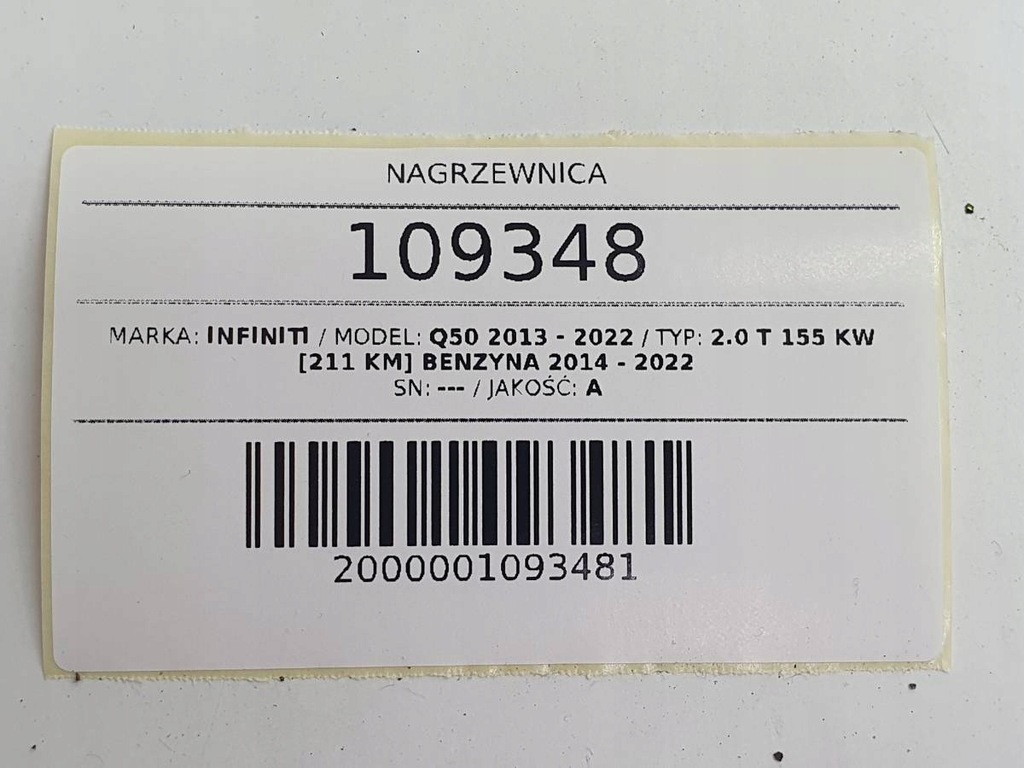 NAGRZEWNICA
109348
MARKA: INFINITI / MODEL: Q50 2013 - 2022 / TYP: 2.0 T 155 KW
[211 KM] BENZYNA 2014 - 2022
SN: --- / JAKOŚĆ: A
2000001093481